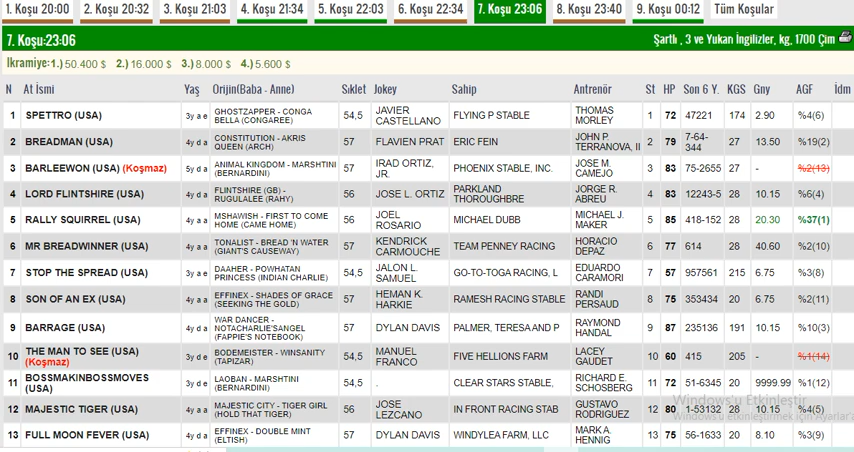 1. Koşu 20:00 2. Koşu 20:32 3. Koşu 21:03 4. Koşu 21:34 5. Koşu 22:03 6. Koşu 22:34 7. Koşu 23:06 8. Koşu 23:40 9. Koşu 00:12 Tüm Koşular
7. Koşu:23:06 Şartlı , 3 ve Yukarı İngilizler, kg, 1700 Çim
Ikramiye:1.) 50.400 $ 2.) 16.000 $ 3.) 8.000 $ 4.) 5.600 $
N At İsmi Yaş Orijin(Baba - Anne) Sıklet Jokey Sahip Antrenör St HP Son 6 Y. KGS Gny AGF İdm
1 SPETTRO (USA) 3y a e GHOSTZAPPER - CONGA BELLA (CONGAREE) 54,5 JAVIER CASTELLANO FLYING P STABLE THOMAS MORLEY 1 72 47221 174 2.90 %4(6)
2 BREADMAN (USA) 4y d a CONSTITUTION - AKRIS QUEEN (ARCH) 57 FLAVIEN PRAT ERIC FEIN JOHN P. TERRANOVA, II 2 79 7-64-344 27 13.50 %19(2)
3 BARLEEWON (USA) (Koşmaz) 5y d a ANIMAL KINGDOM - MARSHTINI (BERNARDINI) 57 IRAD ORTIZ, JR. PHOENIX STABLE, INC. JOSE M. CAMEJO 3 83 75-2655 27 - %2(13)
4 LORD FLINTSHIRE (USA) 4y d a FLINTSHIRE (GB) - RUGULALEE (RAHY) 56 JOSE L. ORTIZ PARKLAND THOROUGHBRE JORGE R. ABREU 4 83 12243-5 28 10.15 %6(4)
5 RALLY SQUIRREL (USA) 4y a a MSHAWISH - FIRST TO COME HOME (CAME HOME) 56 JOEL ROSARIO MICHAEL DUBB MICHAEL J. MAKER 5 85 418-152 28 20.30 %37(1)
6 MR BREADWINNER (USA) 4y a a TONALIST - BREAD 'N WATER (GIANT'S CAUSEWAY) 57 KENDRICK CARMOUCHE TEAM PENNEY RACING HORACIO DEPAZ 6 77 614 28 40.60 %2(10)
7 STOP THE SPREAD (USA) 3y d e DAAHER - POWHATAN PRINCESS (INDIAN CHARLIE) 54,5 JALON L. SAMUEL GO-TO-TOGA RACING, L EDUARDO CARAMORI 7 57 957561 215 6.75 %3(8)
8 SON OF AN EX (USA) 4y a a EFFINEX - SHADES OF GRACE (SEEKING THE GOLD) 57 HEMAN K. HARKIE RAMESH RACING STABLE RANDI PERSAUD 8 75 353434 20 6.75 %2(11)
9 BARRAGE (USA) 4y d a WAR DANCER - NOTACHARLIE'SANGEL (FAPPIE'S NOTEBOOK) 57 DYLAN DAVIS PALMER, TERESA AND P RAYMOND HANDAL 9 87 235136 191 10.15 %10(3)
10 THE MAN TO SEE (USA) (Koşmaz) 3y d e BODEMEISTER - WINSANITY (TAPIZAR) 54,5 MANUEL FRANCO FIVE HELLIONS FARM LACEY GAUDET 10 60 415 205 - %1(14)
11 BOSSMAKINBOSSMOVES (USA) 3y d e LAOBAN - MARSHTINI (BERNARDINI) 54,5 . CLEAR STARS STABLE, RICHARD E. SCHOSBERG 11 72 51-6345 20 9999.99 %1(12)
12 MAJESTIC TIGER (USA) 4y a a MAJESTIC CITY - TIGER GIRL (HOLD THAT TIGER) 56 JOSE LEZCANO IN FRONT RACING STAB GUSTAVO RODRIGUEZ 12 80 1-53132 28 10.15 %4(5)
13 FULL MOON FEVER (USA) 4y d a EFFINEX - DOUBLE MINT (ELTISH) 57 DYLAN DAVIS WINDYLEA FARM, LLC MARK A. HENNIG 13 75 56-1633 20 8.10 %3(9)
Windows'u Etkinleştir
Windows'u etkinleştirmek için Ayarlar'a